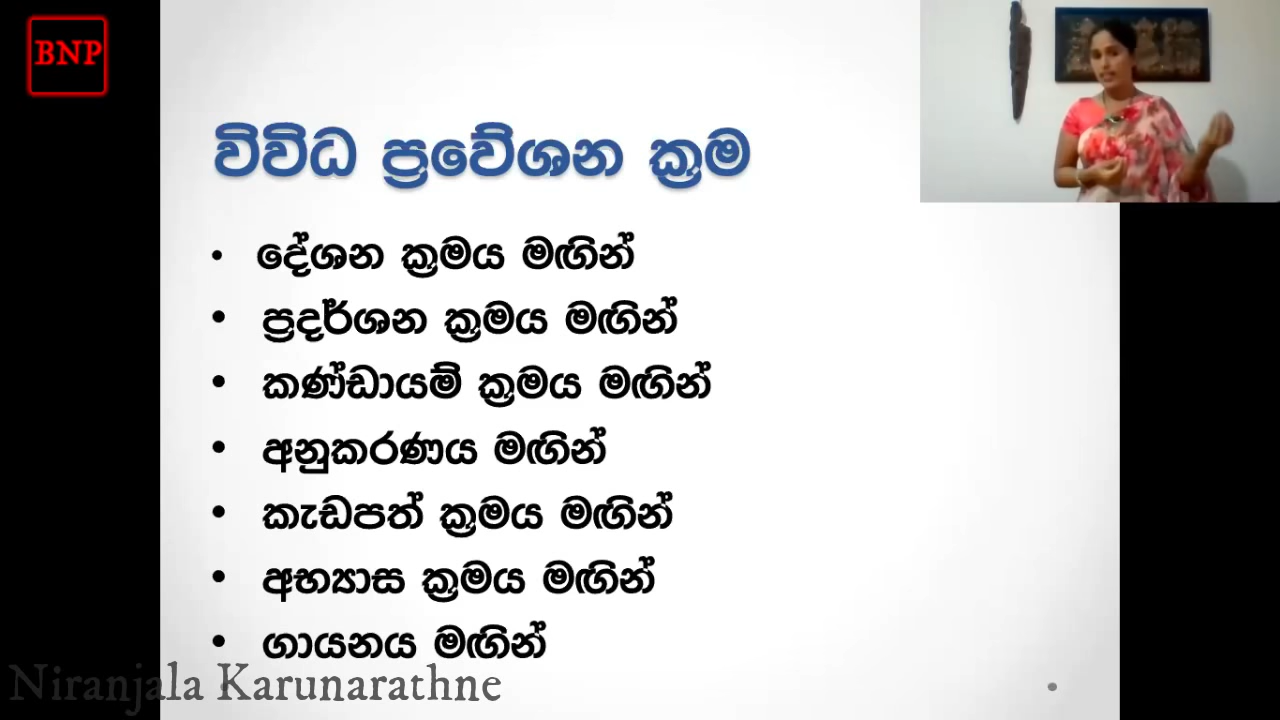 BNP
විවිධ ප්‍රවේශන ක්‍රම
• දේශන ක්‍රමය මඟින්
• ප්‍රදර්ශන ක්‍රමය මඟින්
• කණ්ඩායම් ක්‍රමය මඟින්
• අනුකරණය මඟින්
• කැඩපත් ක්‍රමය මඟින්
• අභ්‍යාස ක්‍රමය මඟින්
• ගායනය මඟින්
Niranjala Karunarathne